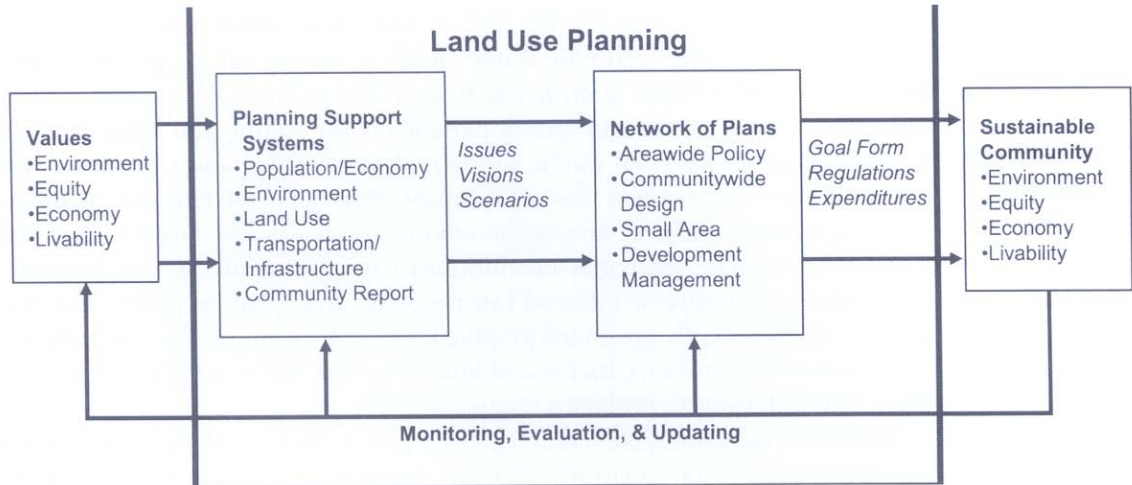 Land Use Planning
Values
•Environment
•Equity
•Economy
•Livability
Planning Support
Systems
•Population/Economy
•Environment
•Land Use
•Transportation/
Infrastructure
•Community Report
Issues
Visions
Scenarios
Network of Plans
•Areawide Policy
•Communitywide
Design
•Small Area
•Development
Management
Goal Form
Regulations
Expenditures
Sustainable
Community
•Environment
•Equity
•Economy
•Livability
Monitoring, Evaluation, & Updating